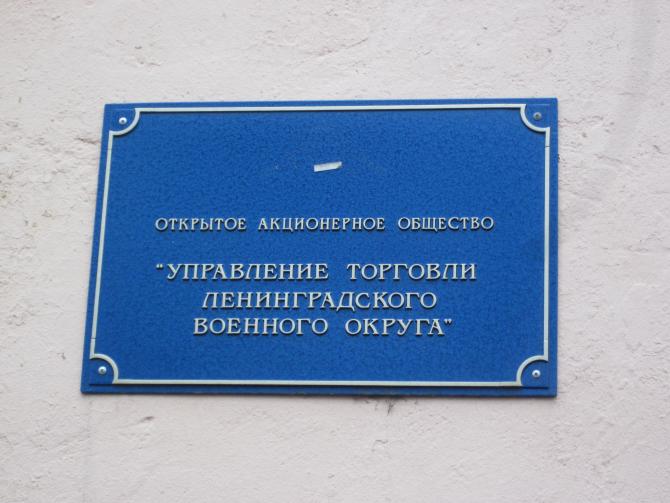 ОТКРЫТОЕ АКЦИОНЕРНОЕ ОБЩЕСТВО
"УПРАВЛЕНИЕ ТОРГОВЛИ
ЛЕНИНГРАДСКОГО
ВОЕННОГО ОКРУГА"